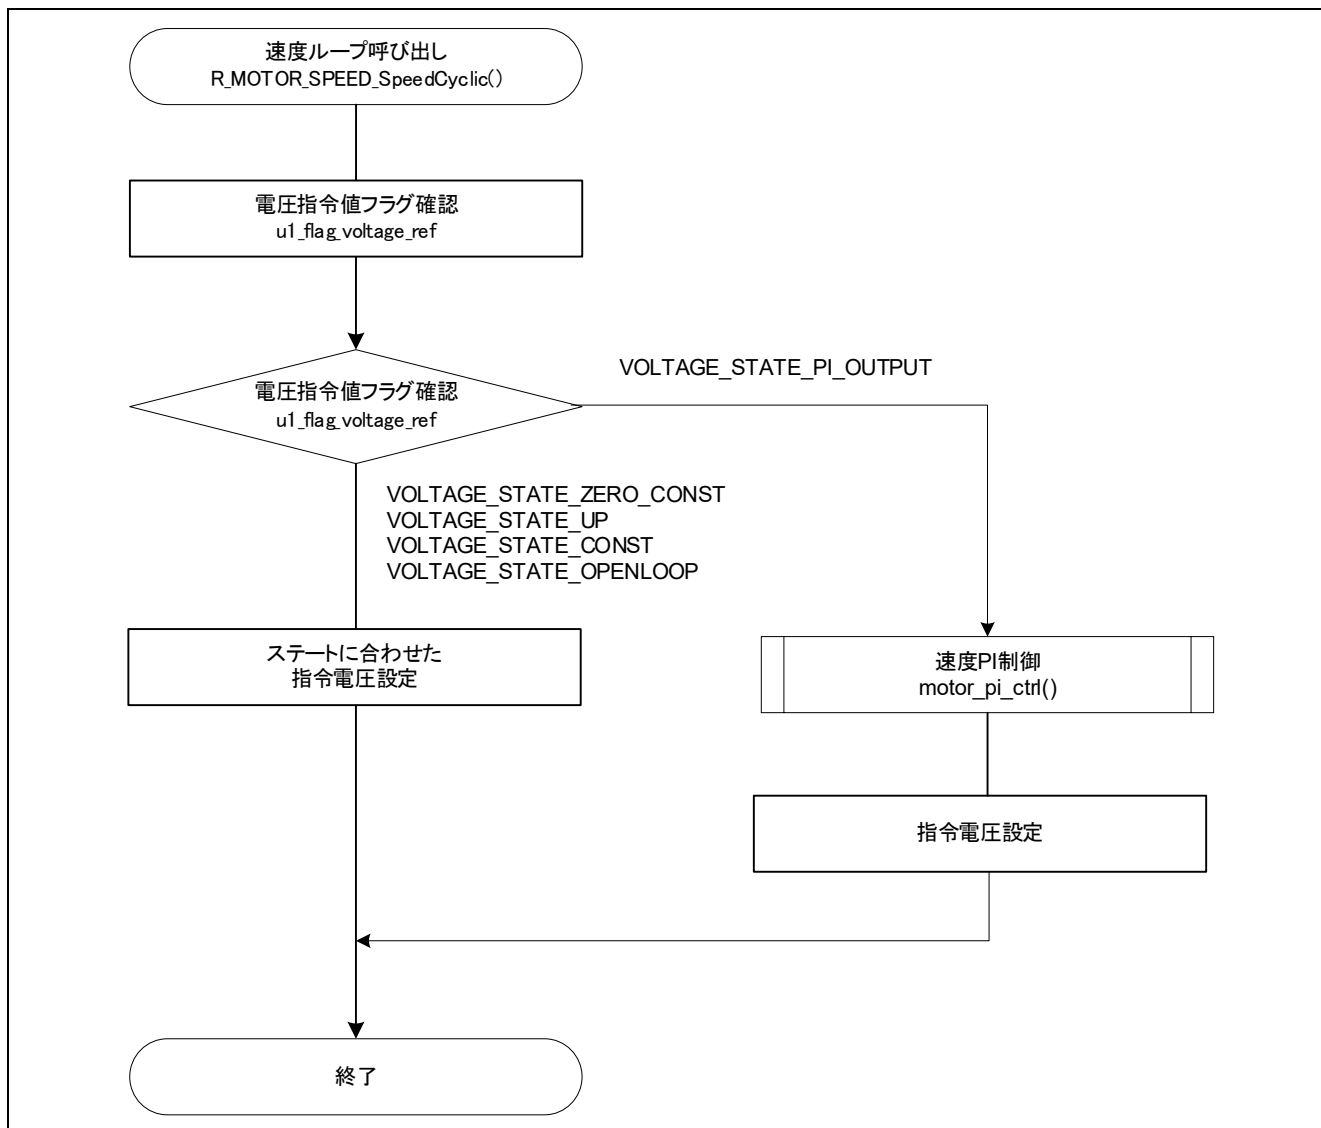 速度ループ呼び出し
R_MOTOR_SPEED_SpeedCyclic()
電圧指令値フラグ確認
u1_flag_voltage_ref
電圧指令値フラグ確認
u1_flag_voltage_ref
VOLTAGE_STATE_PI_OUTPUT
VOLTAGE_STATE_ZERO_CONST
VOLTAGE_STATE_UP
VOLTAGE_STATE_CONST
VOLTAGE_STATE_OPENLOOP
ステートに合わせた
指令電圧設定
速度PI制御
motor_pi_ctrl()
指令電圧設定
終了